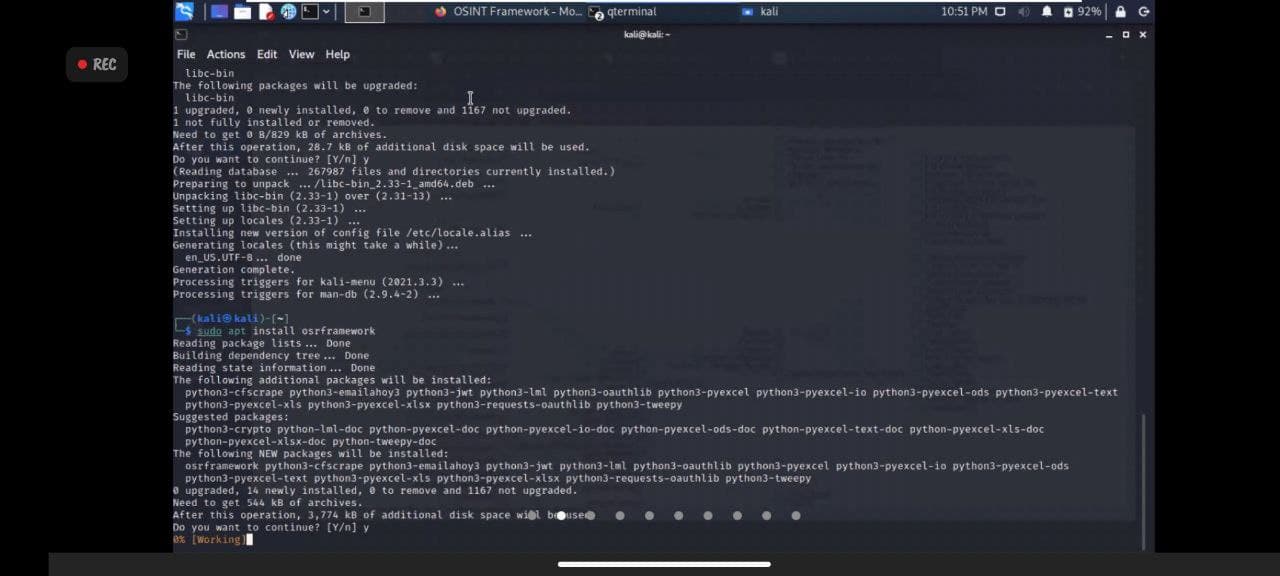 OSINT Framework - Mo...
qterminal
kali
10:51 PM
92%
REC
kali@kali: ~
File Actions Edit View Help
libc-bin
The following packages will be upgraded:
libc-bin
1 upgraded, 0 newly installed, 0 to remove and 1167 not upgraded.
1 not fully installed or removed.
Need to get 0 B/829 kB of archives.
After this operation, 28.7 kB of additional disk space will be used.
Do you want to continue? [Y/n] y
(Reading database ... 267987 files and directories currently installed.)
Preparing to unpack .../libc-bin_2.33-1_amd64.deb ...
Unpacking libc-bin (2.33-1) over (2.31-13) ...
Setting up libc-bin (2.33-1) ...
Setting up locales (2.33-1) ...
Installing new version of config file /etc/locale.alias ...
Generating locales (this might take a while)...
en_US.UTF-8... done
Generation complete.
Processing triggers for kali-menu (2021.3.3) ...
Processing triggers for man-db (2.9.4-2) ...
┌──(kali㉿kali)-[~]
└─$ sudo apt install osrframework
Reading package lists... Done
Building dependency tree... Done
Reading state information... Done
The following additional packages will be installed:
python3-cfscrape python3-emailahoy3 python3-jwt python3-lml python3-oauthlib python3-pyexcel python3-pyexcel-io python3-pyexcel-ods python3-pyexcel-text
python3-pyexcel-xls python3-pyexcel-xlsx python3-requests-oauthlib python3-tweepy
Suggested packages:
python3-crypto python-lml-doc python-pyexcel-doc python-pyexcel-io-doc python-pyexcel-ods-doc python-pyexcel-text-doc python-pyexcel-xls-doc
python-pyexcel-xlsx-doc python-tweepy-doc
The following NEW packages will be installed:
osrframework python3-cfscrape python3-emailahoy3 python3-jwt python3-lml python3-oauthlib python3-pyexcel python3-pyexcel-io python3-pyexcel-ods
python3-pyexcel-text python3-pyexcel-xls python3-pyexcel-xlsx python3-requests-oauthlib python3-tweepy
0 upgraded, 14 newly installed, 0 to remove and 1167 not upgraded.
Need to get 544 kB of archives.
After this operation, 3,774 kB of additional disk space will be used.
Do you want to continue? [Y/n] y
0% [Working]